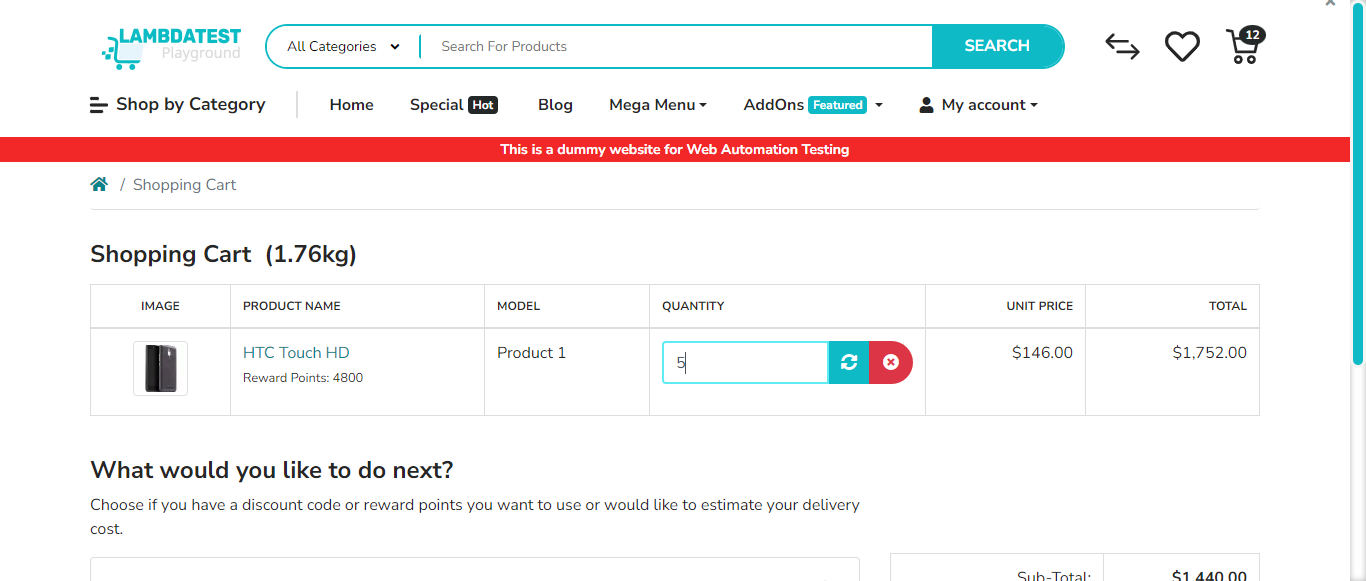 LAMBDATEST
Playground
All Categories
Search For Products
SEARCH
12
Shop by Category
Home
Special Hot
Blog
Mega Menu
AddOns Featured
My account
This is a dummy website for Web Automation Testing
/ Shopping Cart
Shopping Cart (1.76kg)
IMAGE PRODUCT NAME MODEL QUANTITY UNIT PRICE TOTAL
HTC Touch HD Product 1 5 $146.00 $1,752.00
Reward Points: 4800
What would you like to do next?
Choose if you have a discount code or reward points you want to use or would like to estimate your delivery
cost.
Sub-Total: $1,440.00